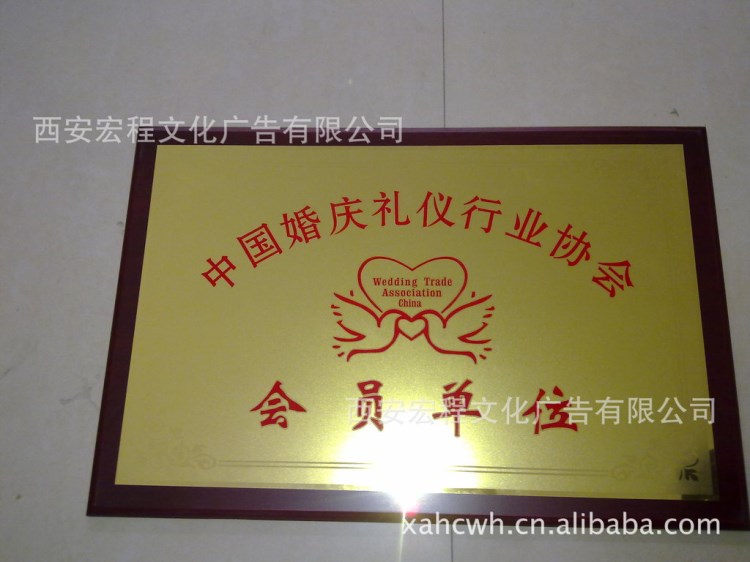 西安宏程文化广告有限公司
中国婚庆礼仪行业协会
Wedding Trade
Association
China
会员单位
西安宏程文化广告有限公司
xahcwh.cn.alibaba.com